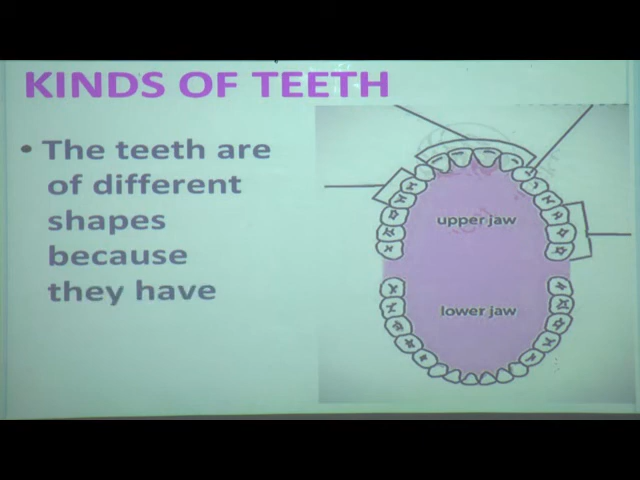 KINDS OF TEETH
• The teeth are
of different
shapes
because
they have
upper jaw
lower jaw